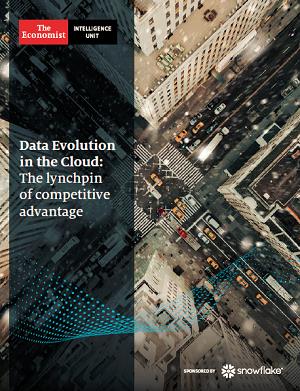 The
Economist
INTELLIGENCE
UNIT
Data Evolution
in the Cloud:
The lynchpin
of competitive
advantage
SPONSORED BY snowflake®